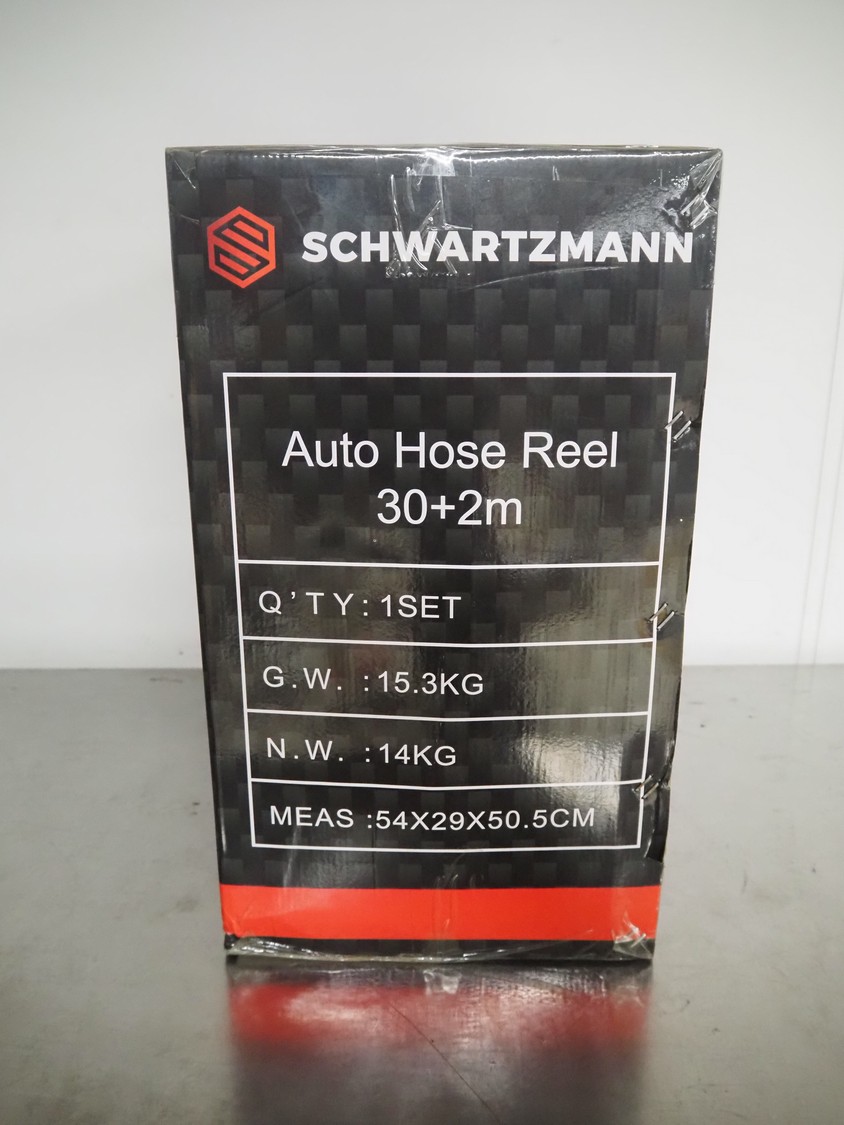 SCHWARTZMANN
Auto Hose Reel
30+2m
Q'TY: 1SET
G.W. :15.3KG
N.W. :14KG
MEAS :54X29X50.5CM